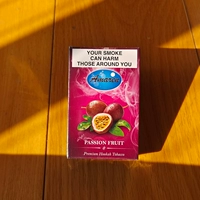 YOUR SMOKE
CAN HARM
THOSE AROUND YOU
PASSION FRUIT
Premium Hookah Tobacco